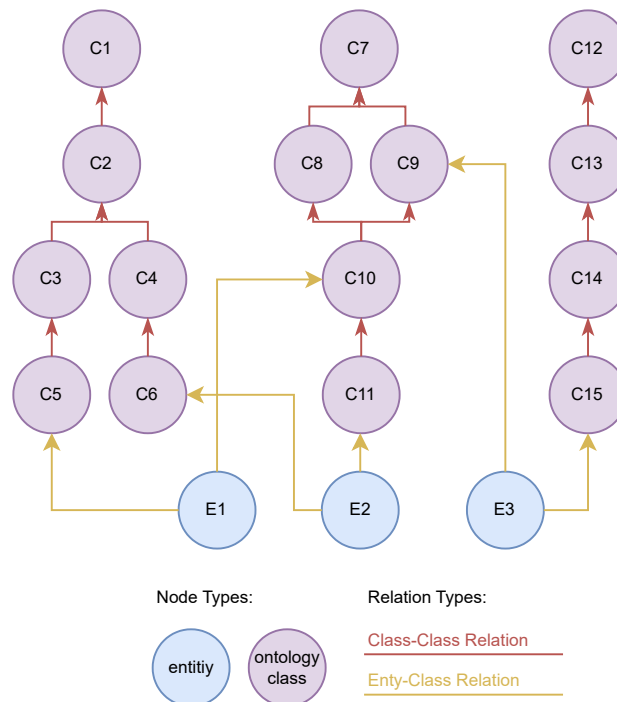 C1
C7
C12
C2
C8
C9
C13
C3
C4
C10
C14
C5
C6
C11
C15
E1
E2
E3
Node Types:
Relation Types:
entitiy
ontology
class
Class-Class Relation
Enty-Class Relation